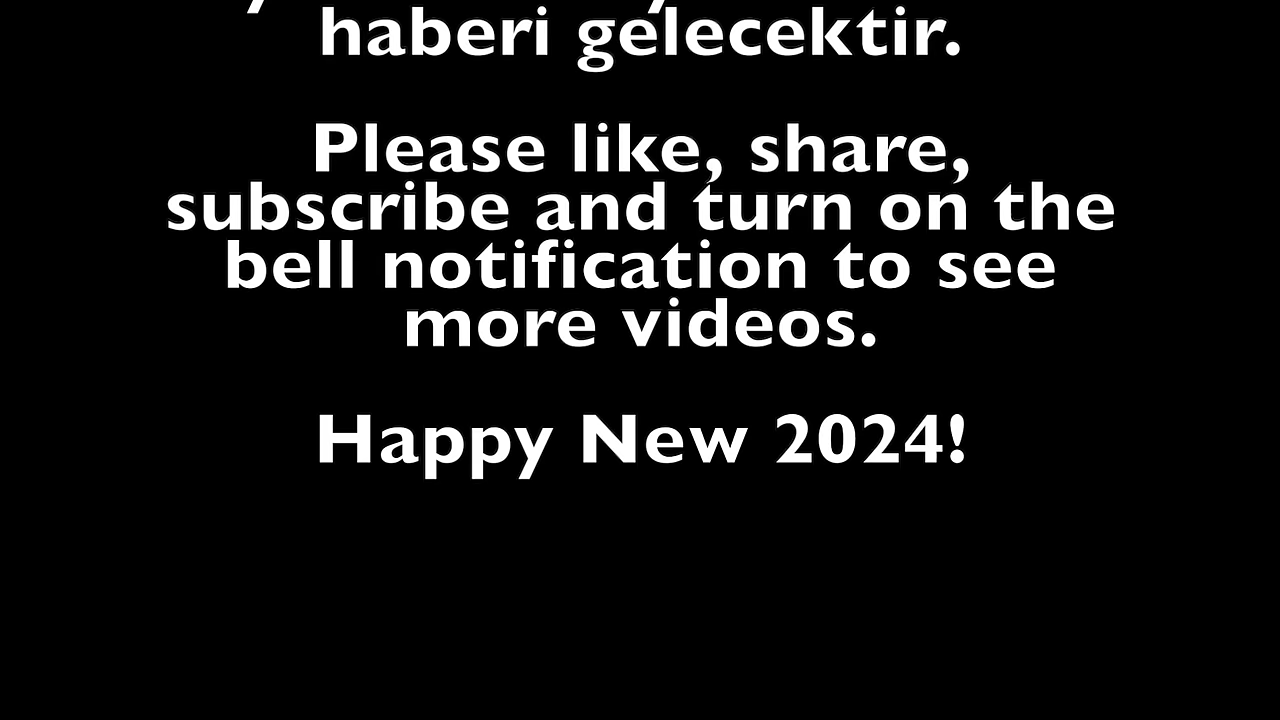 haberi gelecektir.
Please like, share,
subscribe and turn on the
bell notification to see
more videos.
Happy New 2024!